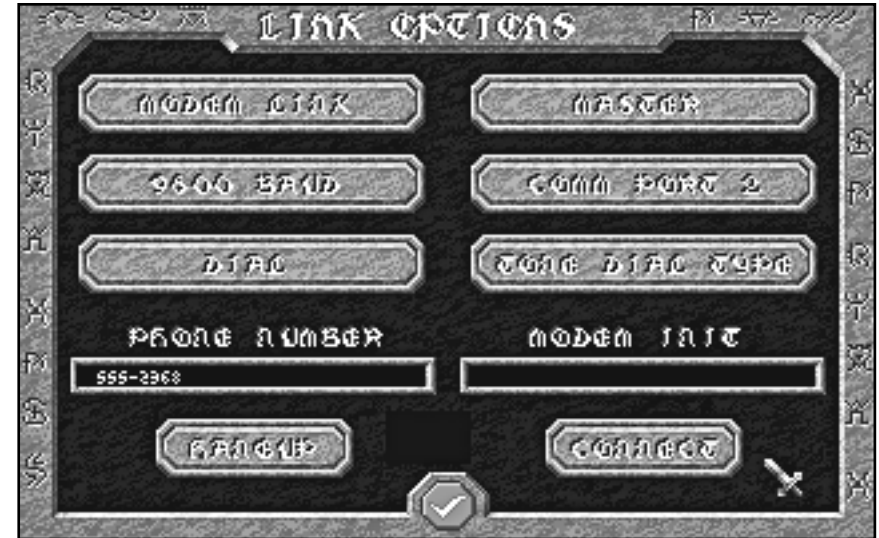 LINK OPTIONS
MODEM LINK
MASTER
9600 BAUD
COMM PORT 2
DIAL
TONE DIAL TYPE
PHONE NUMBER
MODEM INIT
555-2368
HANGUP
CONNECT